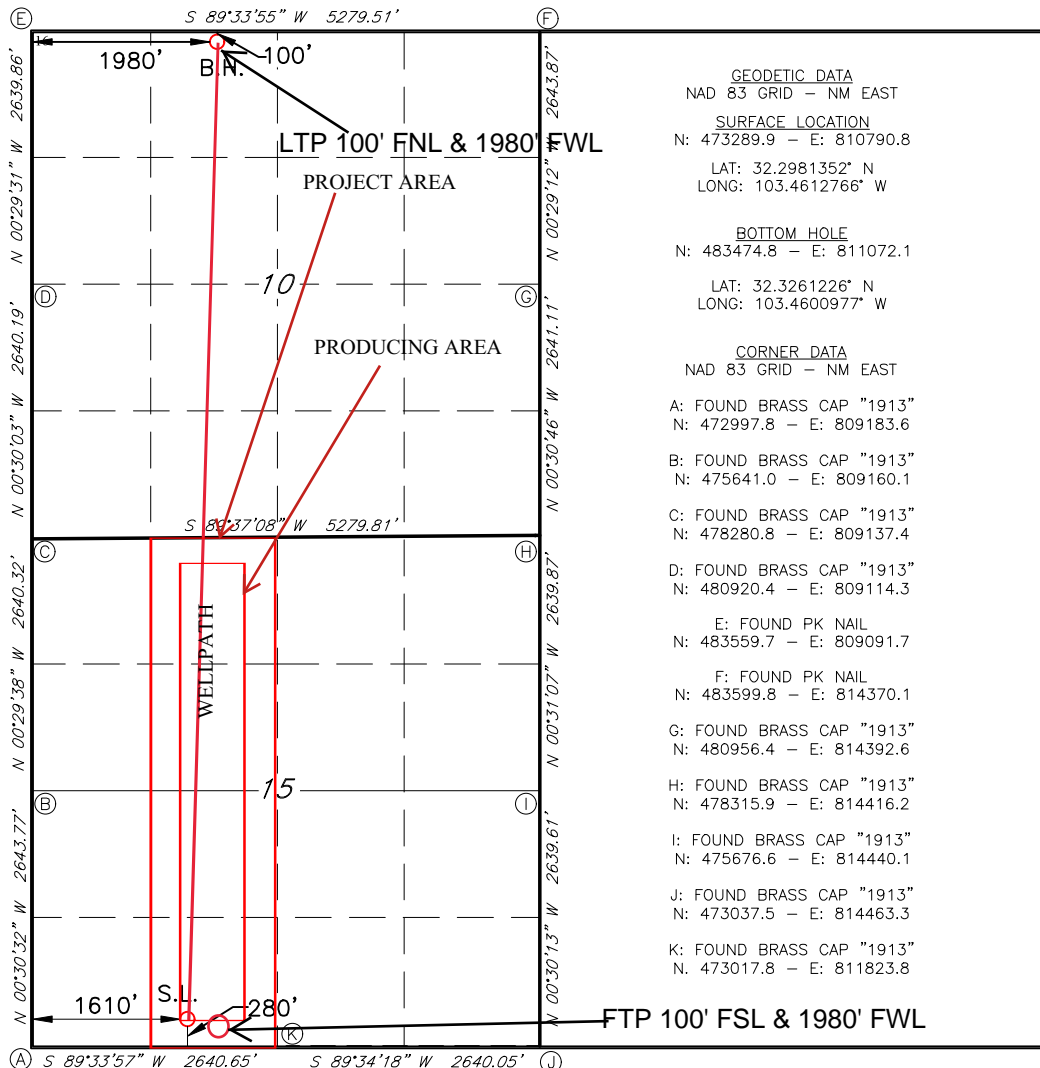 E
S 89°33'55" W 5279.51'
F
1980'
100'
B.H.
LTP 100' FNL & 1980' FWL
PROJECT AREA
N 00°29'31" W 2639.86'
N 00°29'12" W 2643.87'
10
D
G
PRODUCING AREA
N 00°30'03" W 2640.19'
N 00°30'46" W 2641.11'
S 89°37'08" W 5279.81'
C
H
WELLPATH
N 00°29'38" W 2640.32'
N 00°31'07" W 2639.87'
15
B
I
N 00°30'32" W 2643.77'
N 00°30'13" W 2639.61'
1610'
S.L.
280'
FTP 100' FSL & 1980' FWL
K
A
S 89°33'57" W 2640.65'
S 89°34'18" W 2640.05'
J
GEODETIC DATA
NAD 83 GRID – NM EAST
SURFACE LOCATION
N: 473289.9 – E: 810790.8
LAT: 32.2981352° N
LONG: 103.4612766° W
BOTTOM HOLE
N: 483474.8 – E: 811072.1
LAT: 32.3261226° N
LONG: 103.4600977° W
CORNER DATA
NAD 83 GRID – NM EAST
A: FOUND BRASS CAP "1913"
N: 472997.8 – E: 809183.6
B: FOUND BRASS CAP "1913"
N: 475641.0 – E: 809160.1
C: FOUND BRASS CAP "1913"
N: 478280.8 – E: 809137.4
D: FOUND BRASS CAP "1913"
N: 480920.4 – E: 809114.3
E: FOUND PK NAIL
N: 483559.7 – E: 809091.7
F: FOUND PK NAIL
N: 483599.8 – E: 814370.1
G: FOUND BRASS CAP "1913"
N: 480956.4 – E: 814392.6
H: FOUND BRASS CAP "1913"
N: 478315.9 – E: 814416.2
I: FOUND BRASS CAP "1913"
N: 475676.6 – E: 814440.1
J: FOUND BRASS CAP "1913"
N: 473037.5 – E: 814463.3
K: FOUND BRASS CAP "1913"
N. 473017.8 – E: 811823.8